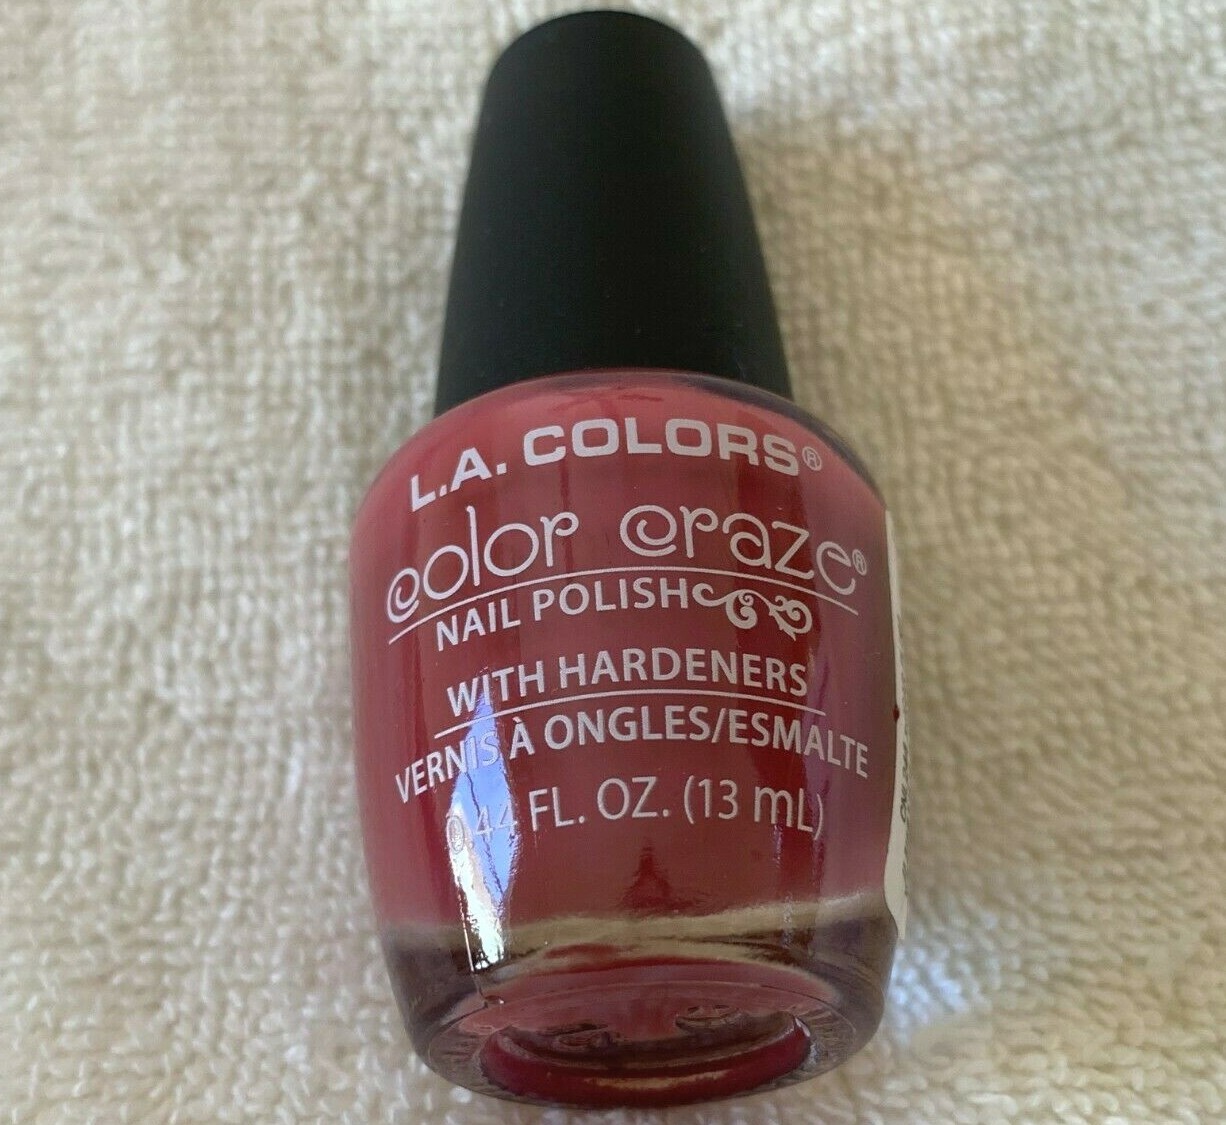 L.A. COLORS®
color craze®
NAIL POLISH
WITH HARDENERS
VERNIS À ONGLES/ESMALTE
0.44 FL. OZ. (13 mL)